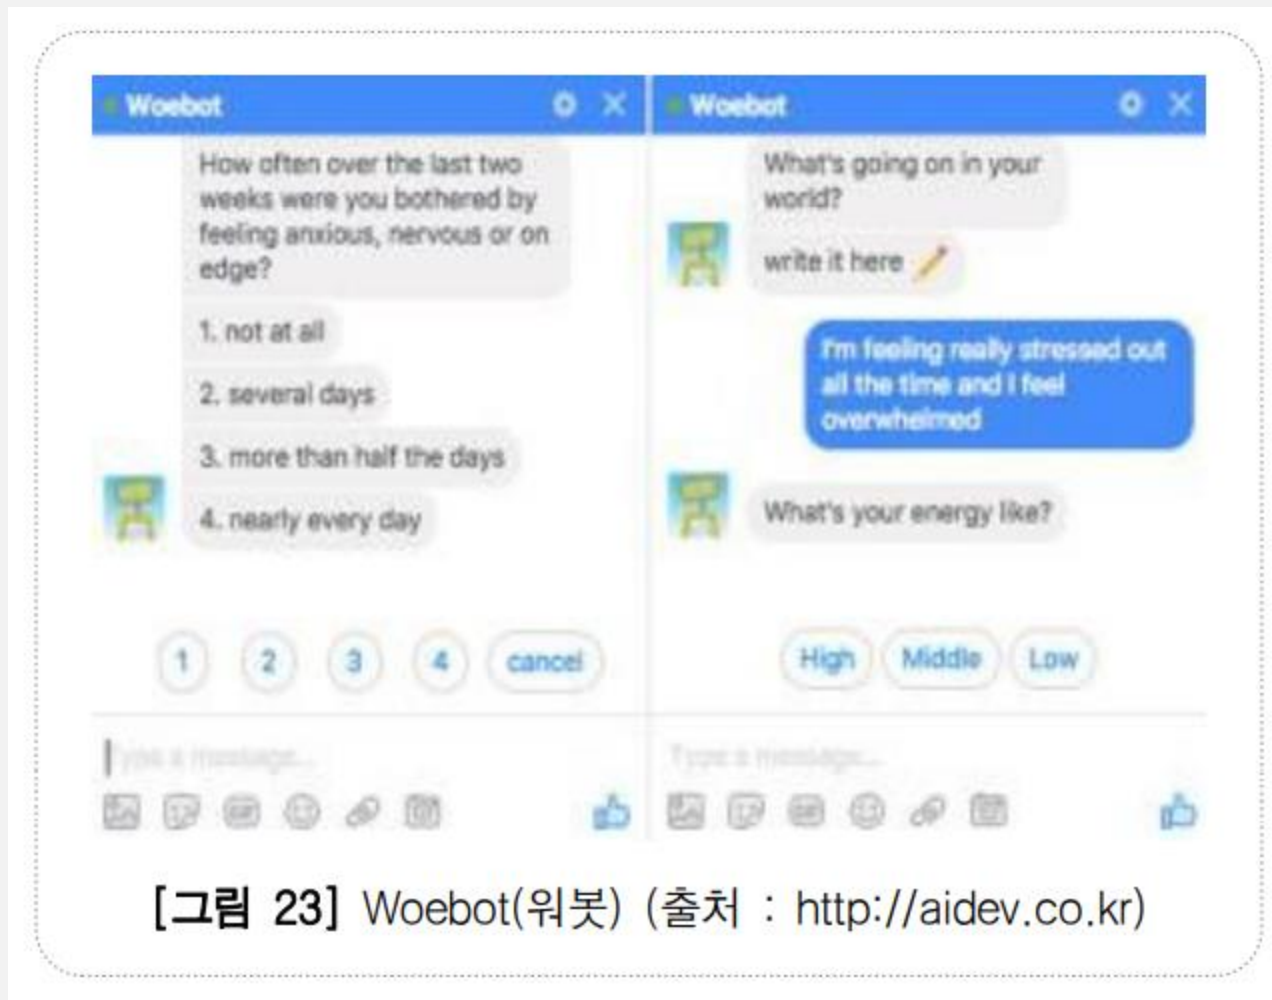 Woebot
How often over the last two
weeks were you bothered by
feeling anxious, nervous or on
edge?
1. not at all
2. several days
3. more than half the days
4. nearly every day
1 2 3 4 cancel
Type a message...
Woebot
What's going on in your
world?
write it here
I'm feeling really stressed out
all the time and I feel
overwhelmed
What's your energy like?
High Middle Low
Type a message...
[그림 23] Woebot(워봇) (출처 : http://aidev.co.kr)